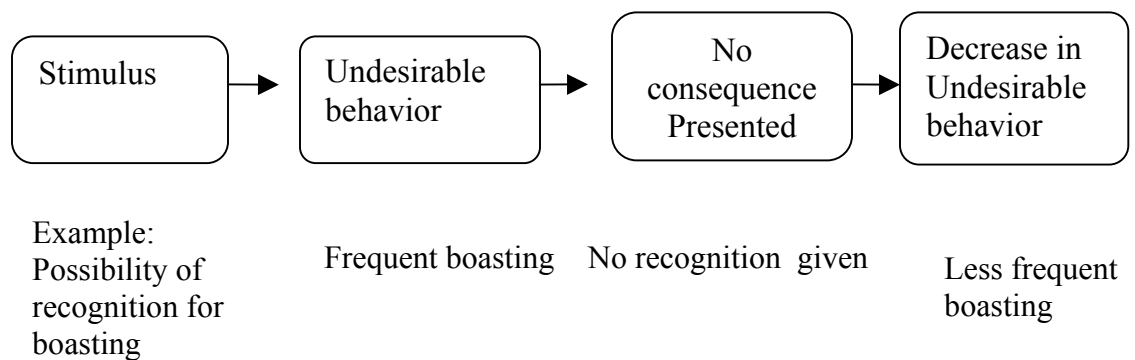 Stimulus
Undesirable
behavior
No
consequence
Presented
Decrease in
Undesirable
behavior
Example:
Possibility of
recognition for
boasting
Frequent boasting
No recognition given
Less frequent
boasting